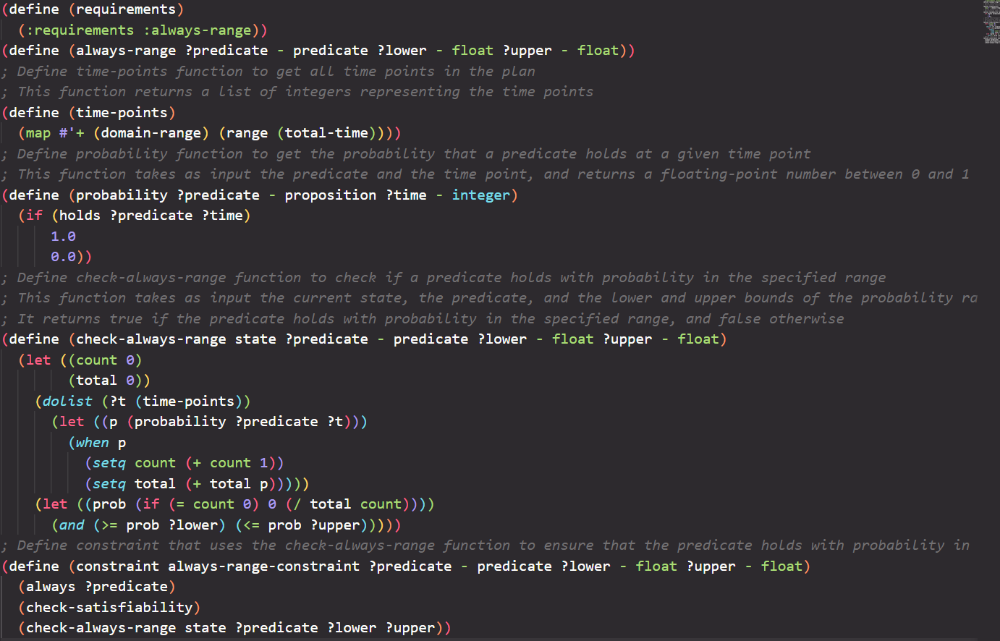 (define (requirements)
  (:requirements :always-range))
(define (always-range ?predicate - predicate ?lower - float ?upper - float))
; Define time-points function to get all time points in the plan
; This function returns a list of integers representing the time points
(define (time-points)
  (map #'+ (domain-range) (range (total-time))))
; Define probability function to get the probability that a predicate holds at a given time point
; This function takes as input the predicate and the time point, and returns a floating-point number between 0 and 1
(define (probability ?predicate - proposition ?time - integer)
  (if (holds ?predicate ?time)
      1.0
      0.0))
; Define check-always-range function to check if a predicate holds with probability in the specified range
; This function takes as input the current state, the predicate, and the lower and upper bounds of the probability ra
; It returns true if the predicate holds with probability in the specified range, and false otherwise
(define (check-always-range state ?predicate - predicate ?lower - float ?upper - float)
  (let ((count 0)
        (total 0))
    (dolist (?t (time-points))
      (let ((p (probability ?predicate ?t)))
        (when p
          (setq count (+ count 1))
          (setq total (+ total p)))))
    (let ((prob (if (= count 0) 0 (/ total count))))
      (and (>= prob ?lower) (<= prob ?upper)))))
; Define constraint that uses the check-always-range function to ensure that the predicate holds with probability in
(define (constraint always-range-constraint ?predicate - predicate ?lower - float ?upper - float)
  (always ?predicate)
  (check-satisfiability)
  (check-always-range state ?predicate ?lower ?upper))